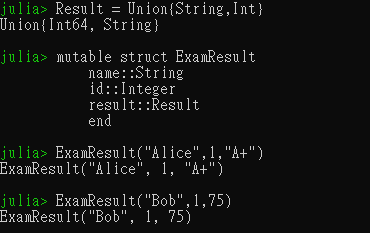 julia> Result = Union{String,Int}
Union{Int64, String}
julia> mutable struct ExamResult
name::String
id::Integer
result::Result
end
julia> ExamResult("Alice",1,"A+")
ExamResult("Alice", 1, "A+")
julia> ExamResult("Bob",1,75)
ExamResult("Bob", 1, 75)